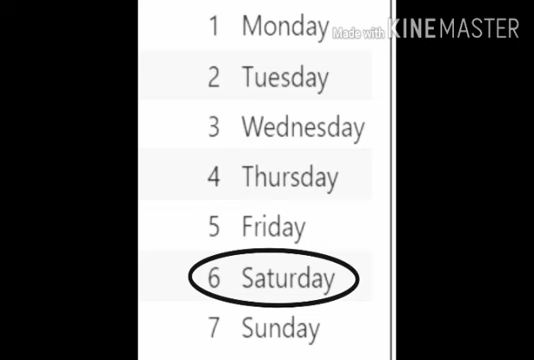 1 Monday
Made with KINEMASTER
2 Tuesday
3 Wednesday
4 Thursday
5 Friday
6 Saturday
7 Sunday